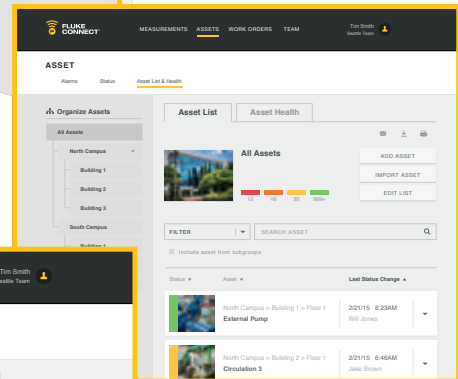 FLUKE CONNECT
MEASUREMENTS ASSETS WORK ORDERS TEAM
Tim Smith
Seattle Team
ASSET
Alarms Status Asset List & Health
Organize Assets
All Assets
North Campus
Building 1
Building 2
Building 3
South Campus
Building 1
Asset List Asset Health
All Assets
12 18 30 999+
ADD ASSET
IMPORT ASSET
EDIT LIST
FILTER
SEARCH ASSET
Include asset from subgroups
Status Asset Last Status Change
North Campus > Building 1 > Floor 1
External Pump
2/21/15 8:23AM
Will Jones
North Campus > Building 2 > Floor 1
Circulation 3
2/21/15 6:46AM
Jake Brown
Tim Smith
Seattle Team